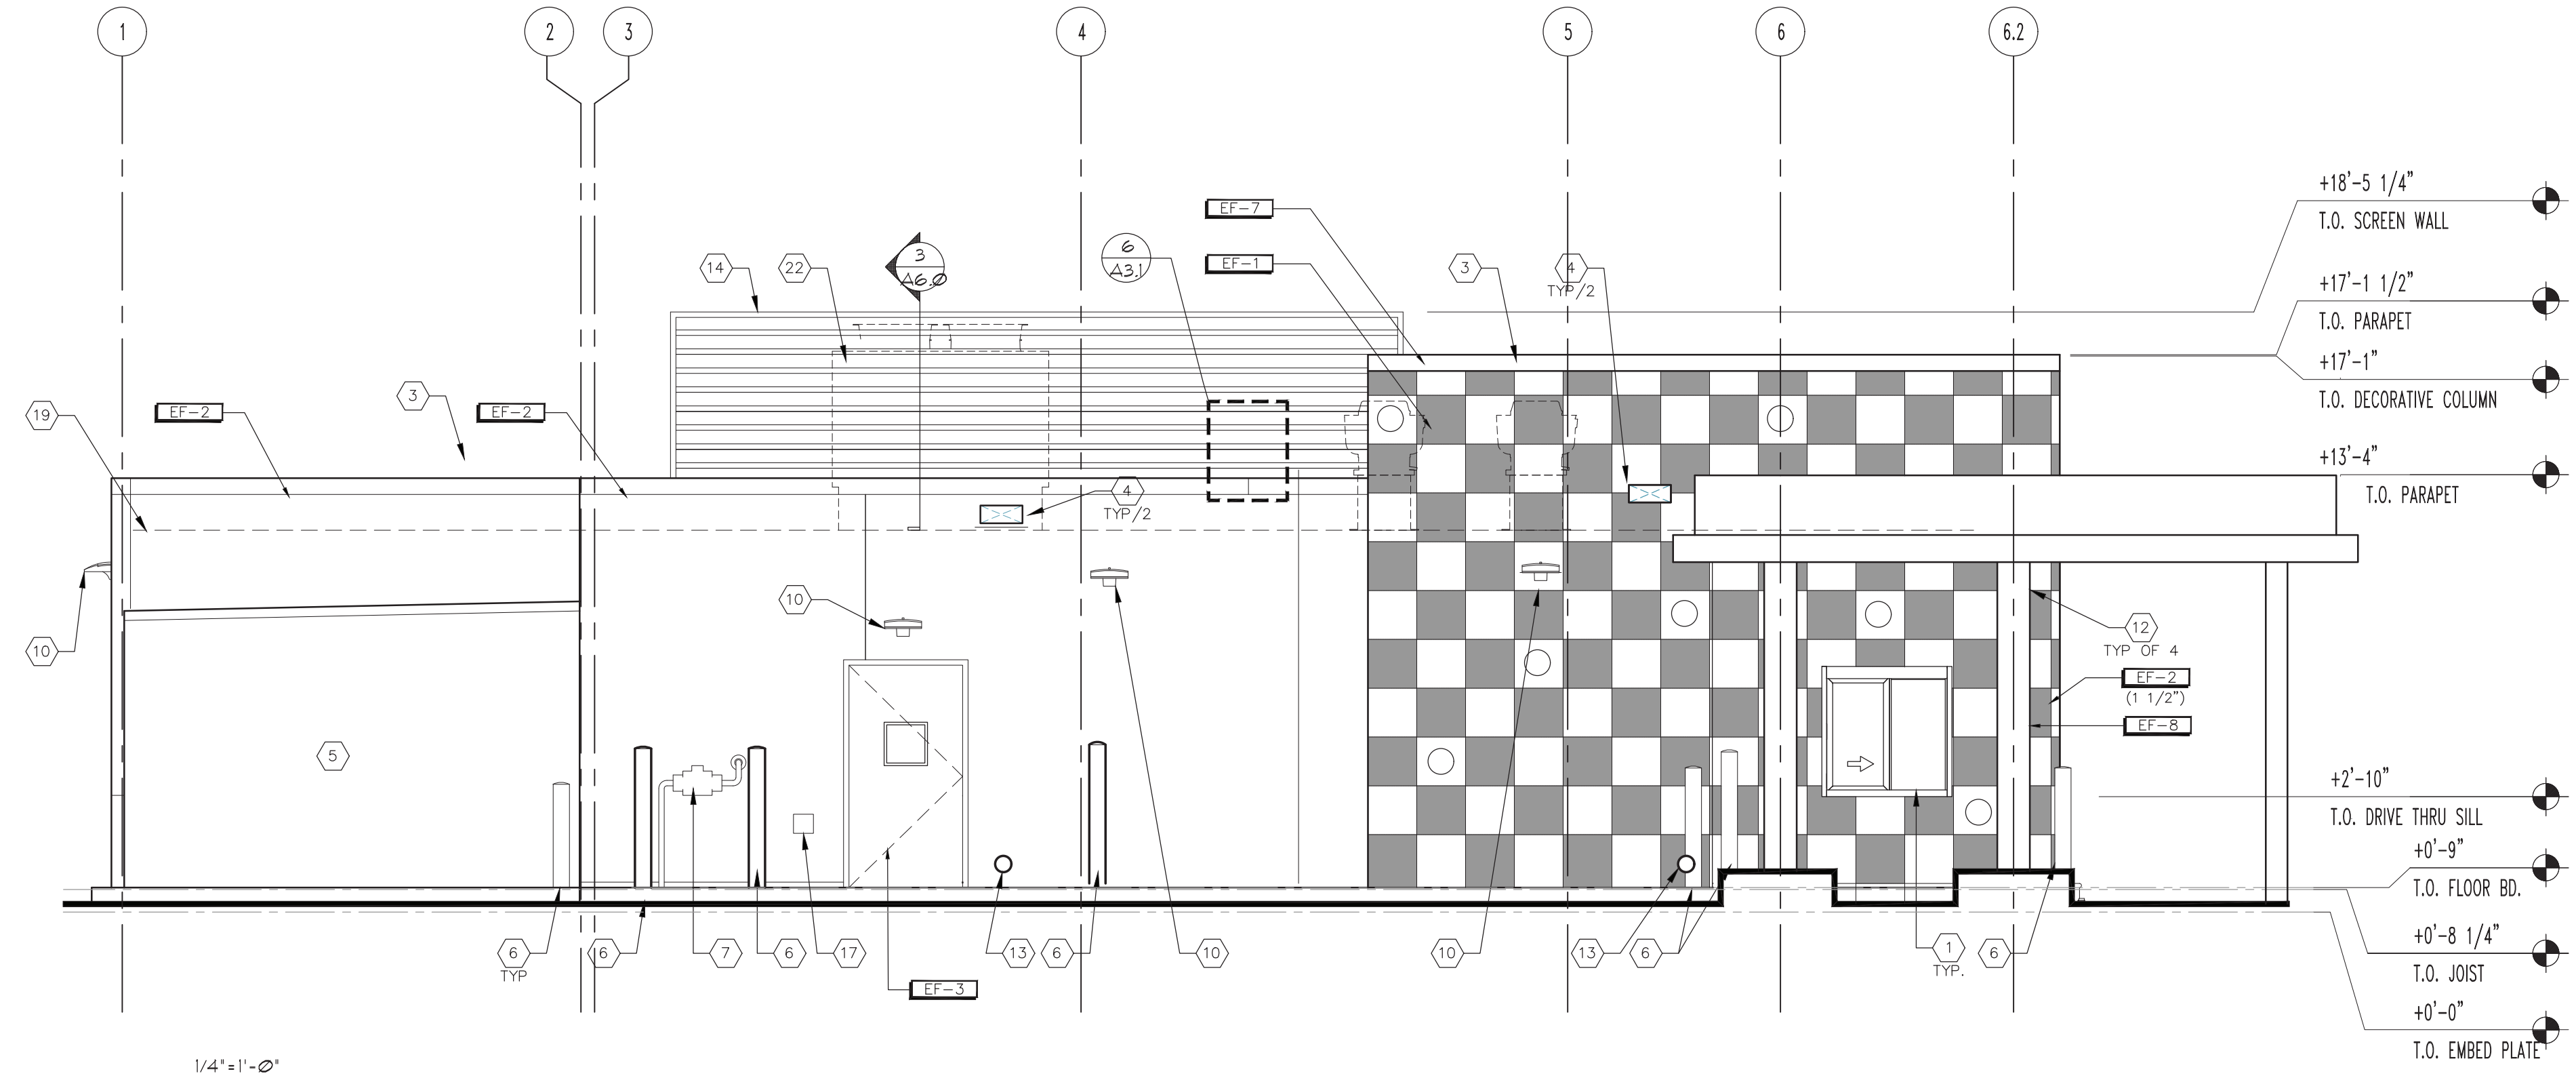 1
2
3
4
5
6
6.2
+18'-5 1/4"
T.O. SCREEN WALL
EF-7
6
A3.1
3
A6.0
EF-1
14
22
3
4
TYP/2
+17'-1 1/2"
T.O. PARAPET
+17'-1"
T.O. DECORATIVE COLUMN
3
19
EF-2
EF-2
+13'-4"
T.O. PARAPET
4
TYP/2
10
10
12
TYP OF 4
EF-2
(1 1/2")
EF-8
5
+2'-10"
T.O. DRIVE THRU SILL
+0'-9"
T.O. FLOOR BD.
6
TYP
6
7
6
17
13
6
10
10
13
6
1
TYP.
6
+0'-8 1/4"
T.O. JOIST
EF-3
+0'-0"
T.O. EMBED PLATE
1/4"=1'-0"